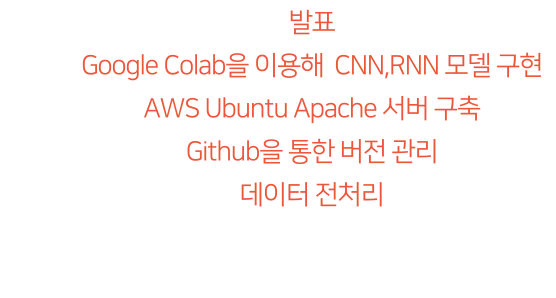 발표
Google Colab을 이용해  CNN,RNN 모델 구현
AWS Ubuntu Apache 서버 구축
Github을 통한 버전 관리
데이터 전처리